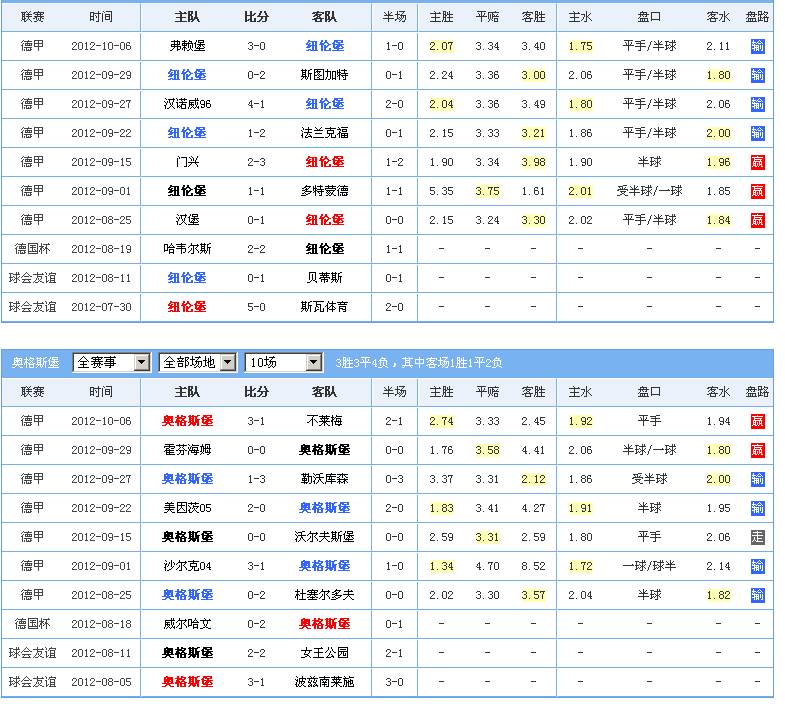 联赛 时间 主队 比分 客队 半场 主胜 平赔 客胜 主水 盘口 客水 盘路
德甲 2012-10-06 弗赖堡 3-0 纽伦堡 1-0 2.07 3.34 3.40 1.75 平手/半球 2.11 输
德甲 2012-09-29 纽伦堡 0-2 斯图加特 0-1 2.24 3.36 3.00 2.06 平手/半球 1.80 输
德甲 2012-09-27 汉诺威96 4-1 纽伦堡 2-0 2.04 3.36 3.49 1.80 平手/半球 2.06 输
德甲 2012-09-22 纽伦堡 1-2 法兰克福 0-1 2.15 3.33 3.21 1.86 平手/半球 2.00 输
德甲 2012-09-15 门兴 2-3 纽伦堡 1-2 1.90 3.34 3.98 1.90 半球 1.96 赢
德甲 2012-09-01 纽伦堡 1-1 多特蒙德 1-1 5.35 3.75 1.61 2.01 受半球/一球 1.85 赢
德甲 2012-08-25 汉堡 0-1 纽伦堡 0-0 2.15 3.24 3.30 2.02 平手/半球 1.84 赢
德国杯 2012-08-19 哈韦尔斯 2-2 纽伦堡 1-1 - - - - - - -
球会友谊 2012-08-11 纽伦堡 0-1 贝蒂斯 0-1 - - - - - - -
球会友谊 2012-07-30 纽伦堡 5-0 斯瓦体育 2-0 - - - - - - -
奥格斯堡 全赛事 全部场地 10场 3胜3平4负，其中客场1胜1平2负
联赛 时间 主队 比分 客队 半场 主胜 平赔 客胜 主水 盘口 客水 盘路
德甲 2012-10-06 奥格斯堡 3-1 不莱梅 2-1 2.74 3.33 2.45 1.92 平手 1.94 赢
德甲 2012-09-29 霍芬海姆 0-0 奥格斯堡 0-0 1.76 3.58 4.41 2.06 半球/一球 1.80 赢
德甲 2012-09-27 奥格斯堡 1-3 勒沃库森 0-3 3.37 3.31 2.12 1.86 受半球 2.00 输
德甲 2012-09-22 美因茨05 2-0 奥格斯堡 2-0 1.83 3.41 4.27 1.91 半球 1.95 输
德甲 2012-09-15 奥格斯堡 0-0 沃尔夫斯堡 0-0 2.59 3.31 2.59 1.80 平手 2.06 走
德甲 2012-09-01 沙尔克04 3-1 奥格斯堡 1-0 1.34 4.70 8.52 1.72 一球/球半 2.14 输
德甲 2012-08-25 奥格斯堡 0-2 杜塞尔多夫 0-0 2.02 3.30 3.57 2.04 半球 1.82 输
德国杯 2012-08-18 威尔哈文 0-2 奥格斯堡 0-1 - - - - - - -
球会友谊 2012-08-11 奥格斯堡 2-2 女王公园 2-1 - - - - - - -
球会友谊 2012-08-05 奥格斯堡 3-1 波兹南莱施 3-0 - - - - - - -